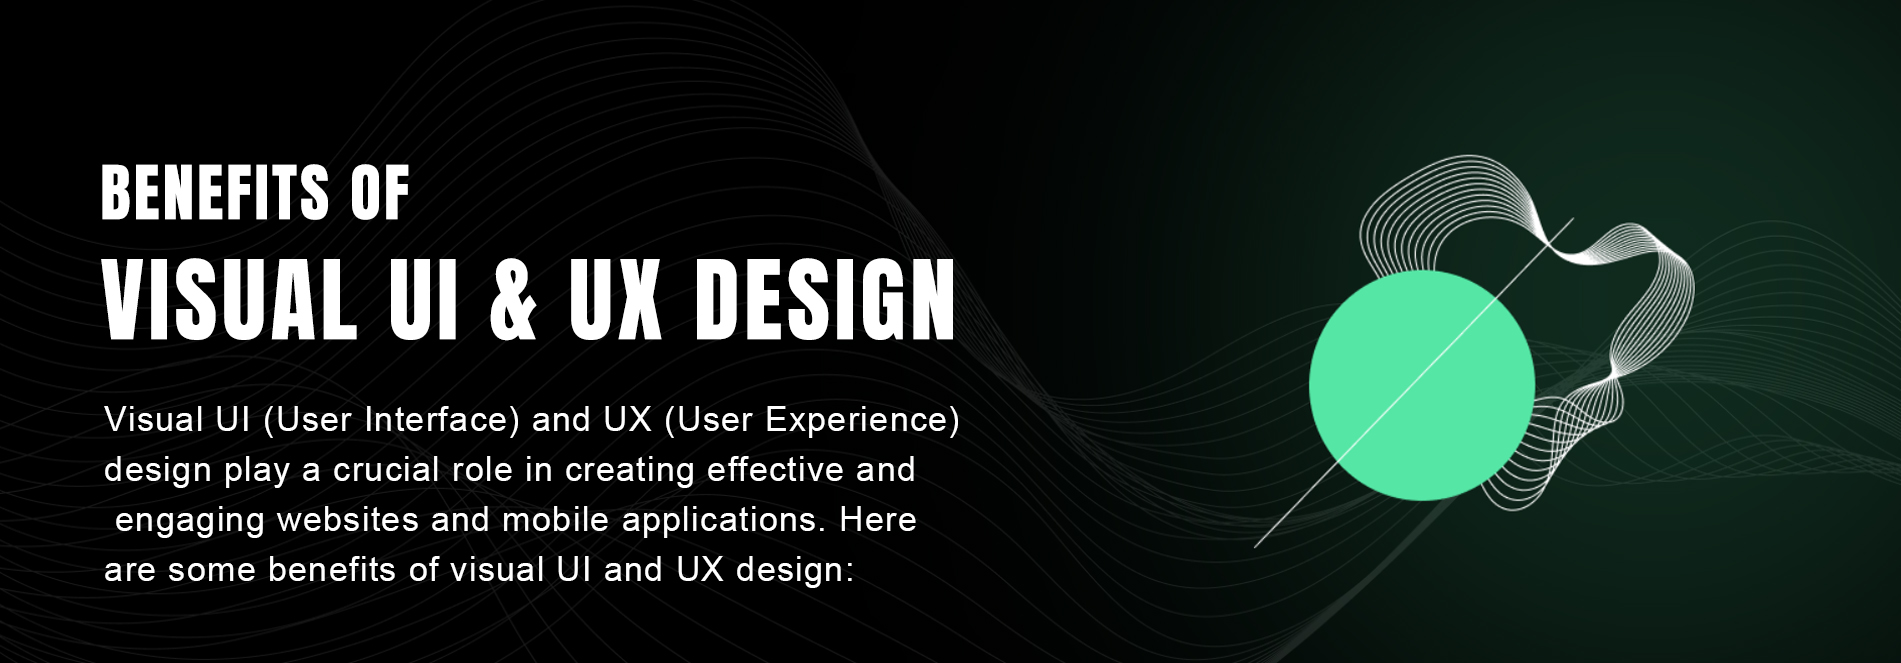 BENEFITS OF
VISUAL UI & UX DESIGN
Visual UI (User Interface) and UX (User Experience)
design play a crucial role in creating effective and
engaging websites and mobile applications. Here
are some benefits of visual UI and UX design: